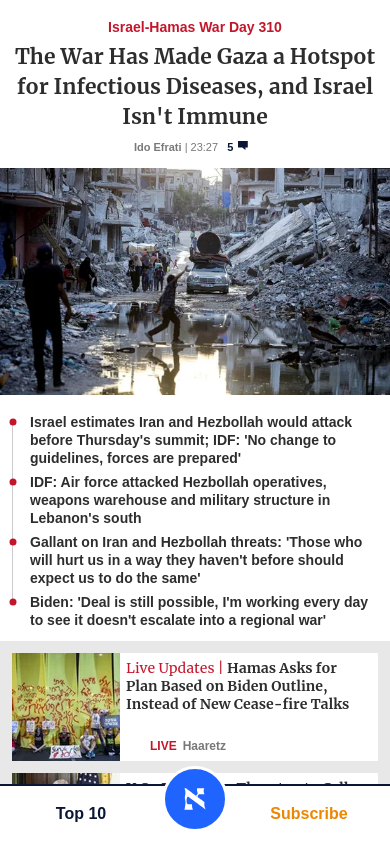 Israel-Hamas War Day 310
The War Has Made Gaza a Hotspot
for Infectious Diseases, and Israel
Isn't Immune
Ido Efrati | 23:27 5
Israel estimates Iran and Hezbollah would attack
before Thursday's summit; IDF: 'No change to
guidelines, forces are prepared'
IDF: Air force attacked Hezbollah operatives,
weapons warehouse and military structure in
Lebanon's south
Gallant on Iran and Hezbollah threats: 'Those who
will hurt us in a way they haven't before should
expect us to do the same'
Biden: 'Deal is still possible, I'm working every day
to see it doesn't escalate into a regional war'
Live Updates | Hamas Asks for
Plan Based on Biden Outline,
Instead of New Cease-fire Talks
LIVE Haaretz
Top 10
Subscribe